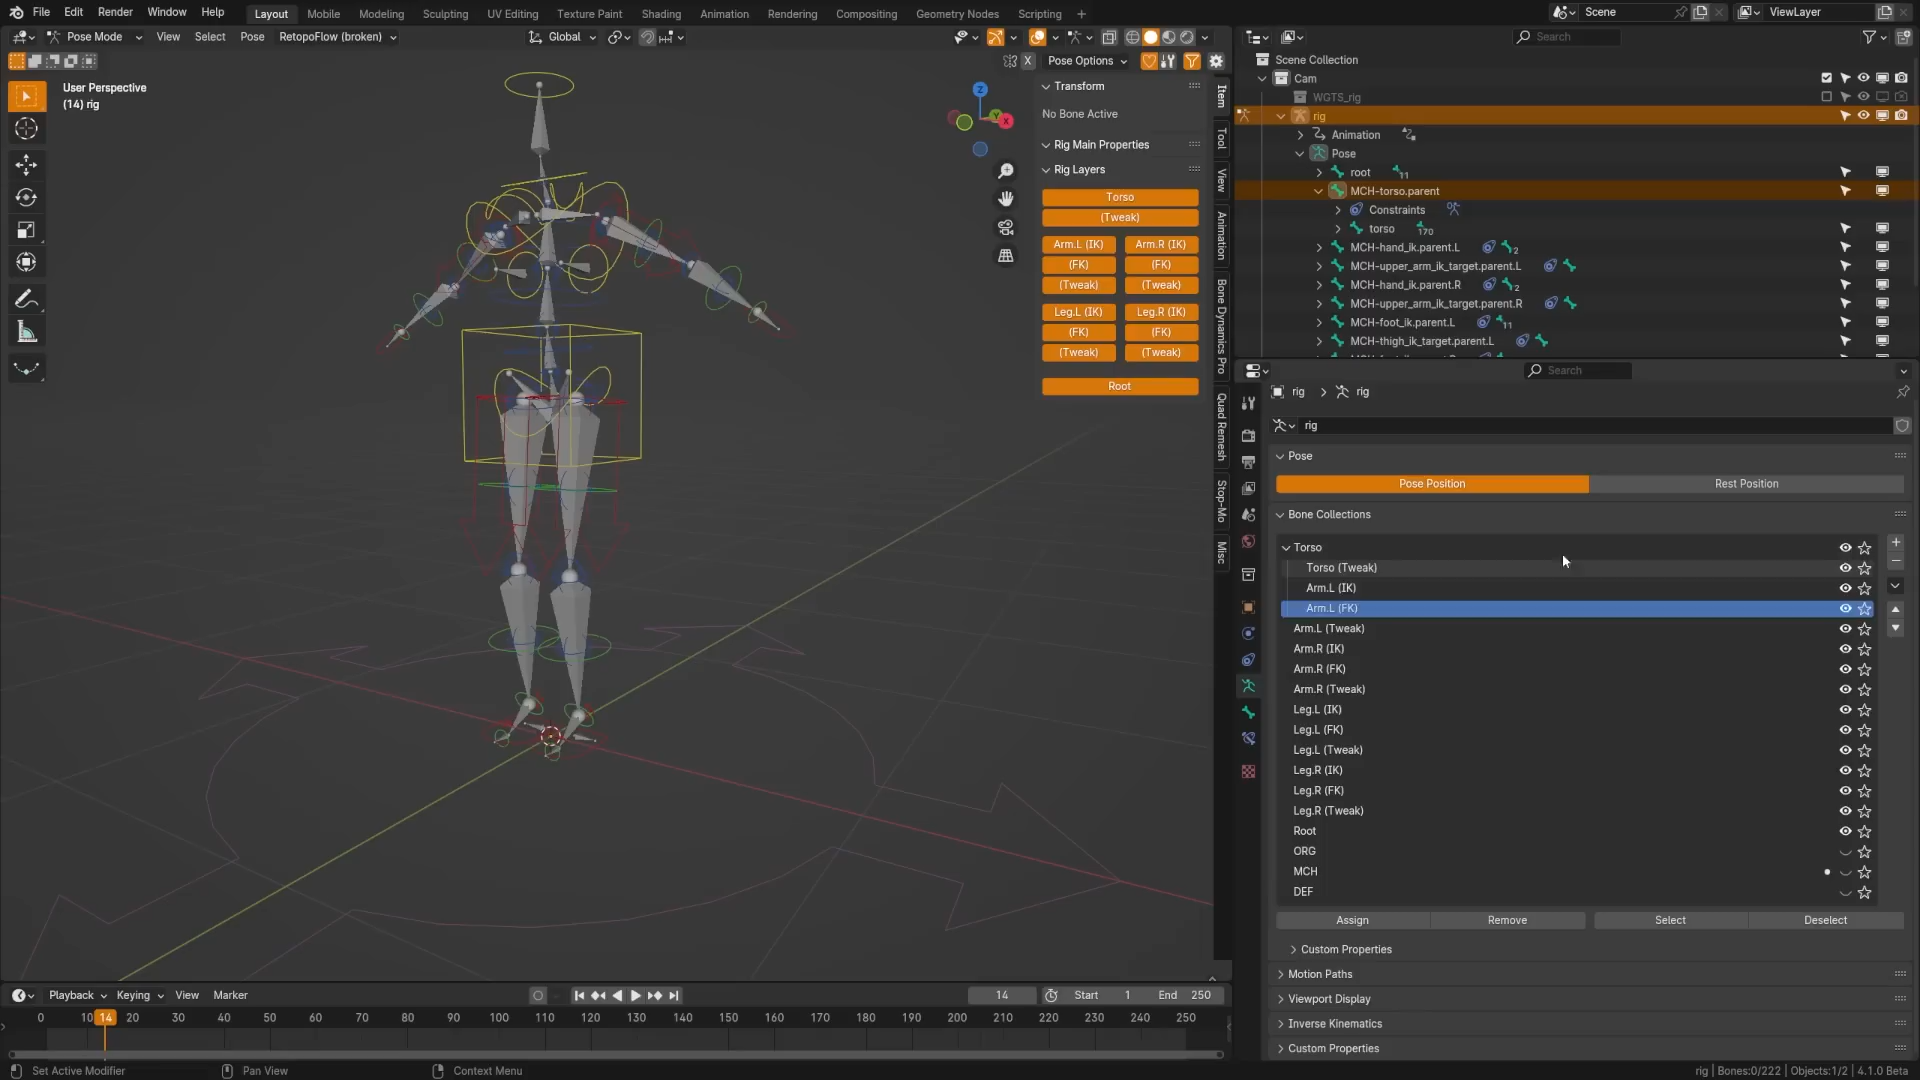 File Edit Render Window Help Layout Mobile Modeling Sculpting UV Editing Texture Paint Shading Animation Rendering Compositing Geometry Nodes Scripting + Scene ViewLayer
Pose Mode View Select Pose RetopoFlow (broken) Global Search
X Pose Options
User Perspective
(14) rig
Z
X
Transform
No Bone Active
Rig Main Properties
Rig Layers
Torso
(Tweak)
Arm.L (IK) Arm.R (IK)
(FK) (FK)
(Tweak) (Tweak)
Leg.L (IK) Leg.R (IK)
(FK) (FK)
(Tweak) (Tweak)
Root
Item
Tool
View
Animation
Bone Dynamics Pro
Quad Remesh
Stop-Mo
Misc
Scene Collection
Cam
WGTS_rig
rig
Animation
Pose
root 11
MCH-torso.parent
Constraints
torso 170
MCH-hand_ik.parent.L 2
MCH-upper_arm_ik_target.parent.L
MCH-hand_ik.parent.R 2
MCH-upper_arm_ik_target.parent.R
MCH-foot_ik.parent.L 11
MCH-thigh_ik_target.parent.L
Search
rig rig
rig
Pose
Pose Position Rest Position
Bone Collections
Torso
Torso (Tweak)
Arm.L (IK)
Arm.L (FK)
Arm.L (Tweak)
Arm.R (IK)
Arm.R (FK)
Arm.R (Tweak)
Leg.L (IK)
Leg.L (FK)
Leg.L (Tweak)
Leg.R (IK)
Leg.R (FK)
Leg.R (Tweak)
Root
ORG
MCH
DEF
Assign Remove Select Deselect
Custom Properties
Motion Paths
Viewport Display
Inverse Kinematics
Custom Properties
Playback Keying View Marker 14 Start 1 End 250
0 10 14 20 30 40 50 60 70 80 90 100 110 120 130 140 150 160 170 180 190 200 210 220 230 240 250
Set Active Modifier Pan View Context Menu rig | Bones:0/222 | Objects:1/2 | 4.1.0 Beta